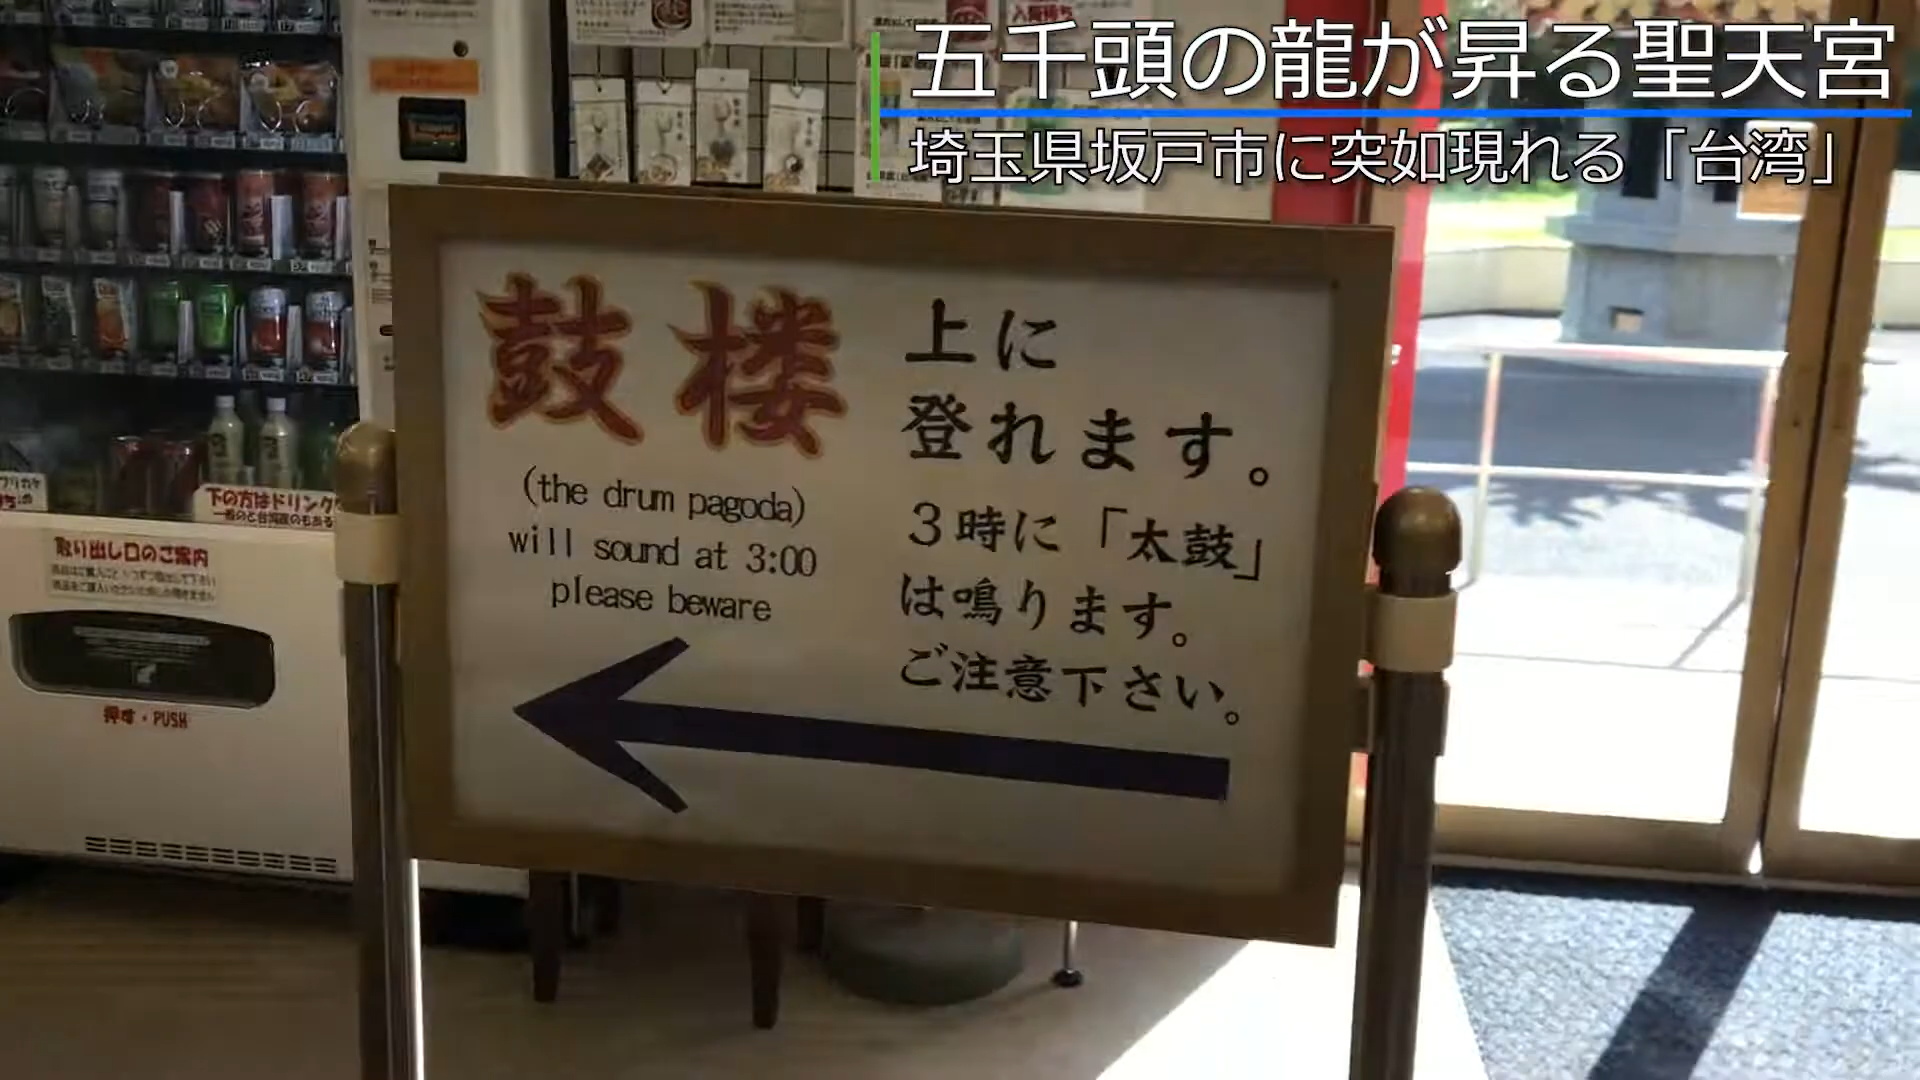 五千頭の龍が昇る聖天宮
埼玉県坂戸市に突如現れる「台湾」
鼓楼
(the drum pagoda)
will sound at 3:00
please beware
上に
登れます。
3時に「太鼓」
は鳴ります。
ご注意下さい。
下の方はドリンク
取り出し口のご案内
押す・PUSH